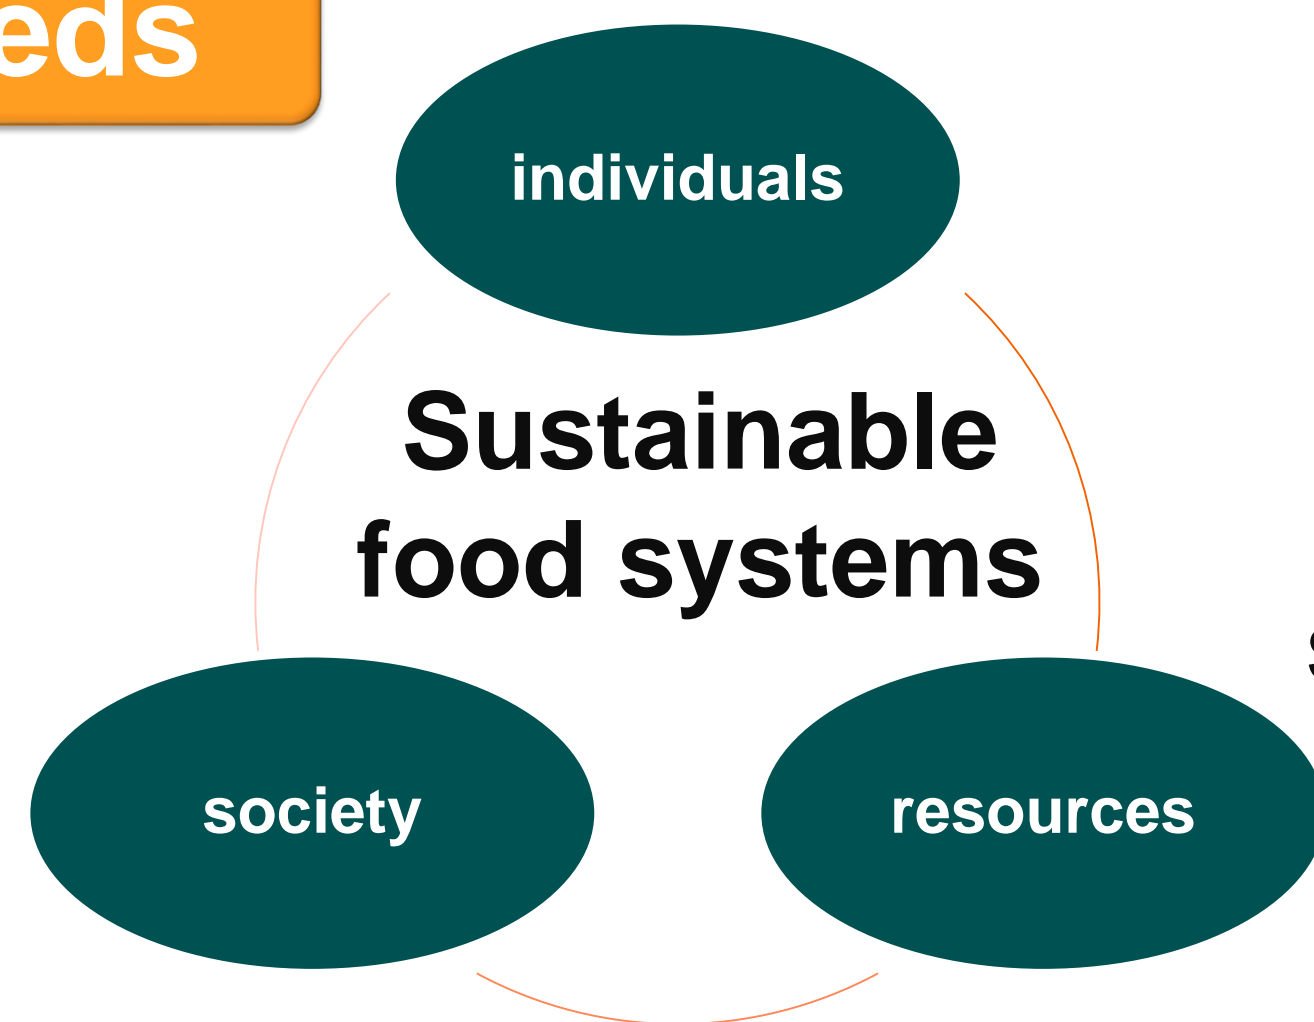 eds
individuals
Sustainable
food systems
society
resources